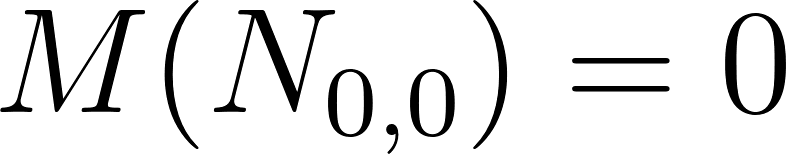 M(N_{0,0}) = 0